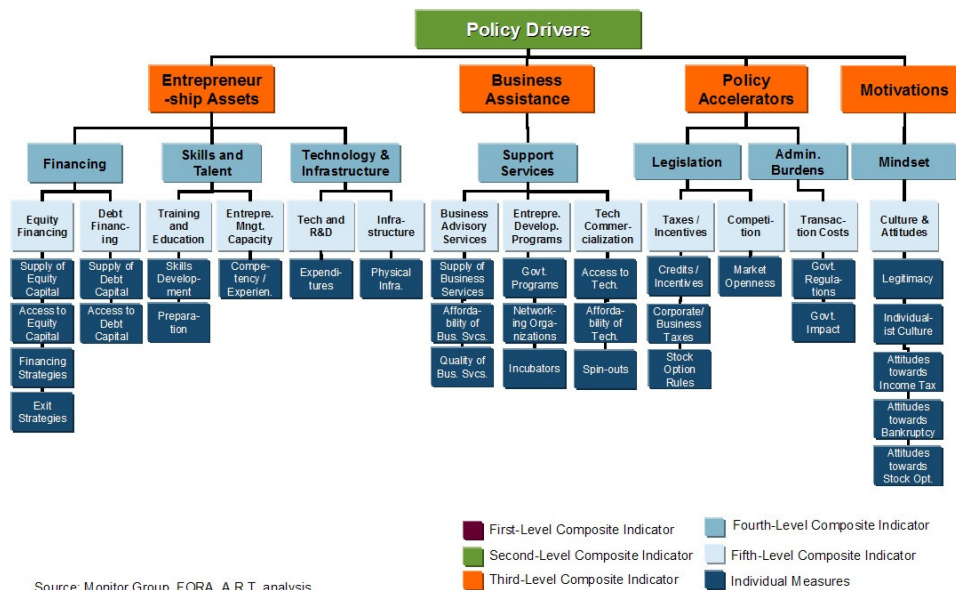 Policy Drivers
Entrepreneur
-ship Assets
Business
Assistance
Policy
Accelerators
Motivations
Financing
Skills and
Talent
Technology &
Infrastructure
Support
Services
Legislation
Admin.
Burdens
Mindset
Equity
Financing
Debt
Financ-
ing
Training
and
Education
Entrepre.
Mngt.
Capacity
Tech and
R&D
Infra-
structure
Business
Advisory
Services
Entrepre.
Develop.
Programs
Tech
Commer-
cialization
Taxes /
Incentives
Competi-
tion
Transac-
tion Costs
Culture &
Attitudes
Supply of
Equity
Capital
Supply of
Debt
Capital
Skills
Develop-
ment
Compe-
tency /
Experien.
Expendi-
tures
Physical
Infra.
Supply of
Business
Services
Govt.
Programs
Access to
Tech.
Credits /
Incentives
Market
Openness
Govt.
Regula-
tions
Legitimacy
Access to
Equity
Capital
Access to
Debt
Capital
Prepara-
tion
Afforda-
bility of
Bus. Svcs.
Network-
ing Orga-
nizations
Afforda-
bility of
Tech.
Corporate/
Business
Taxes
Govt.
Impact
Individual-
ist Culture
Financing
Strategies
Quality of
Bus. Svcs.
Incubators
Spin-outs
Stock
Option
Rules
Attitudes
towards
Income Tax
Exit
Strategies
Attitudes
towards
Bankruptcy
Attitudes
towards
Stock Opt.
First-Level Composite Indicator
Fourth-Level Composite Indicator
Second-Level Composite Indicator
Fifth-Level Composite Indicator
Third-Level Composite Indicator
Individual Measures
Source: Monitor Group, FORA, A.R.T. analysis